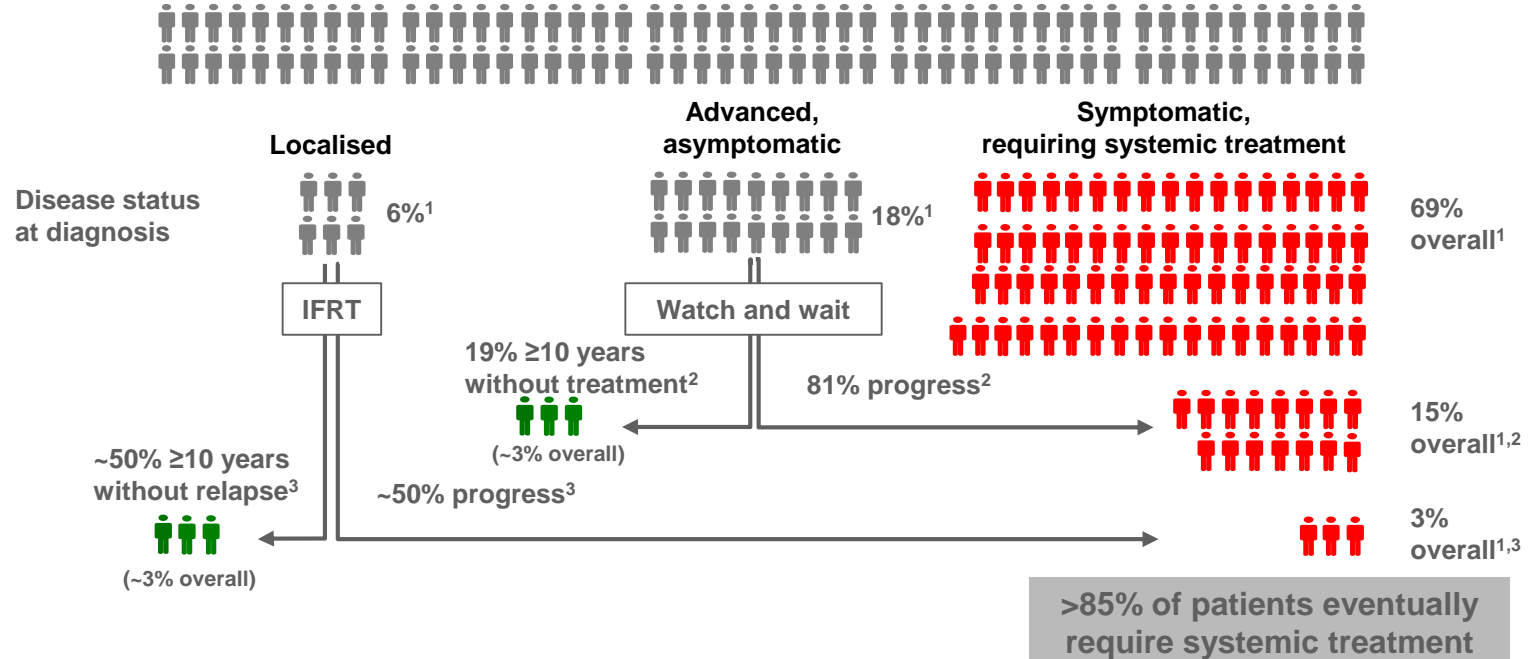 Localised
Advanced,
asymptomatic
Symptomatic,
requiring systemic treatment
Disease status
at diagnosis
6%¹
18%¹
69%
overall¹
IFRT
Watch and wait
19% ≥10 years
without treatment²
(~3% overall)
81% progress²
15%
overall¹,²
~50% ≥10 years
without relapse³
(~3% overall)
~50% progress³
3%
overall¹,³
>85% of patients eventually
require systemic treatment